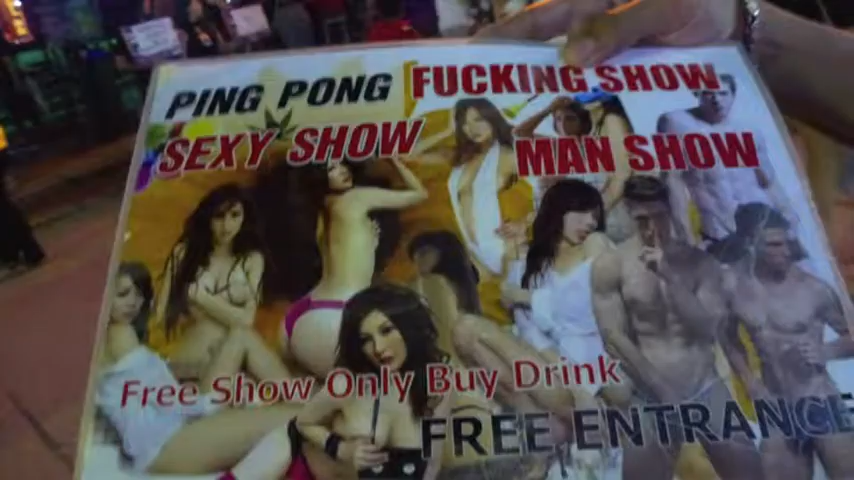 PING PONG FUCKING SHOW
SEXY SHOW MAN SHOW
Free Show Only Buy Drink
FREE ENTRANCE